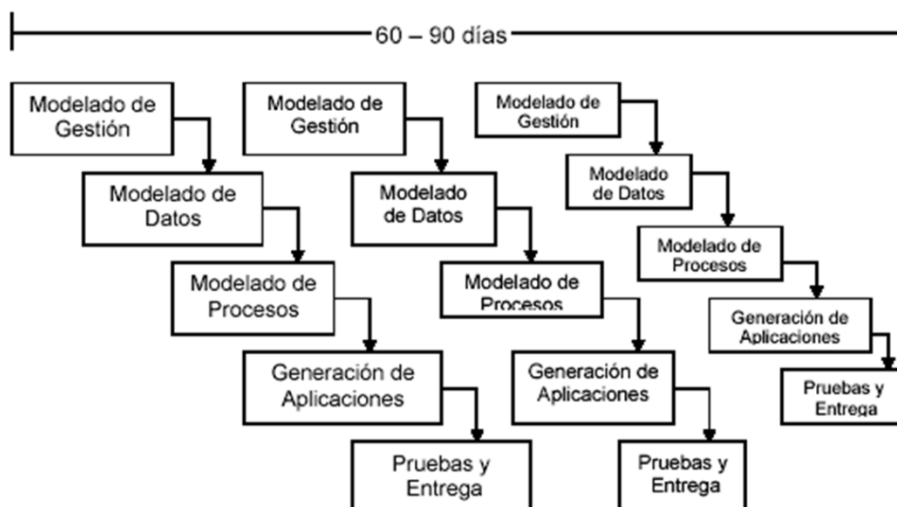 60 – 90 días
Modelado de
Gestión
Modelado de
Datos
Modelado de
Procesos
Generación de
Aplicaciones
Pruebas y
Entrega
Modelado de
Gestión
Modelado
de Datos
Modelado de
Procesos
Generación de
Aplicaciones
Pruebas y
Entrega
Modelado de
Gestión
Modelado
de Datos
Modelado de
Procesos
Generación de
Aplicaciones
Pruebas y
Entrega